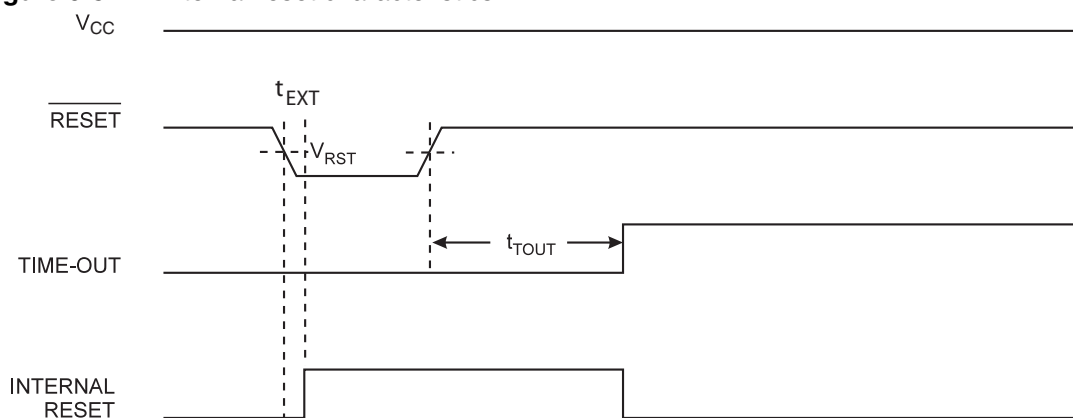 VCC
tEXT
RESET
VRST
tTOUT
TIME-OUT
INTERNAL
RESET